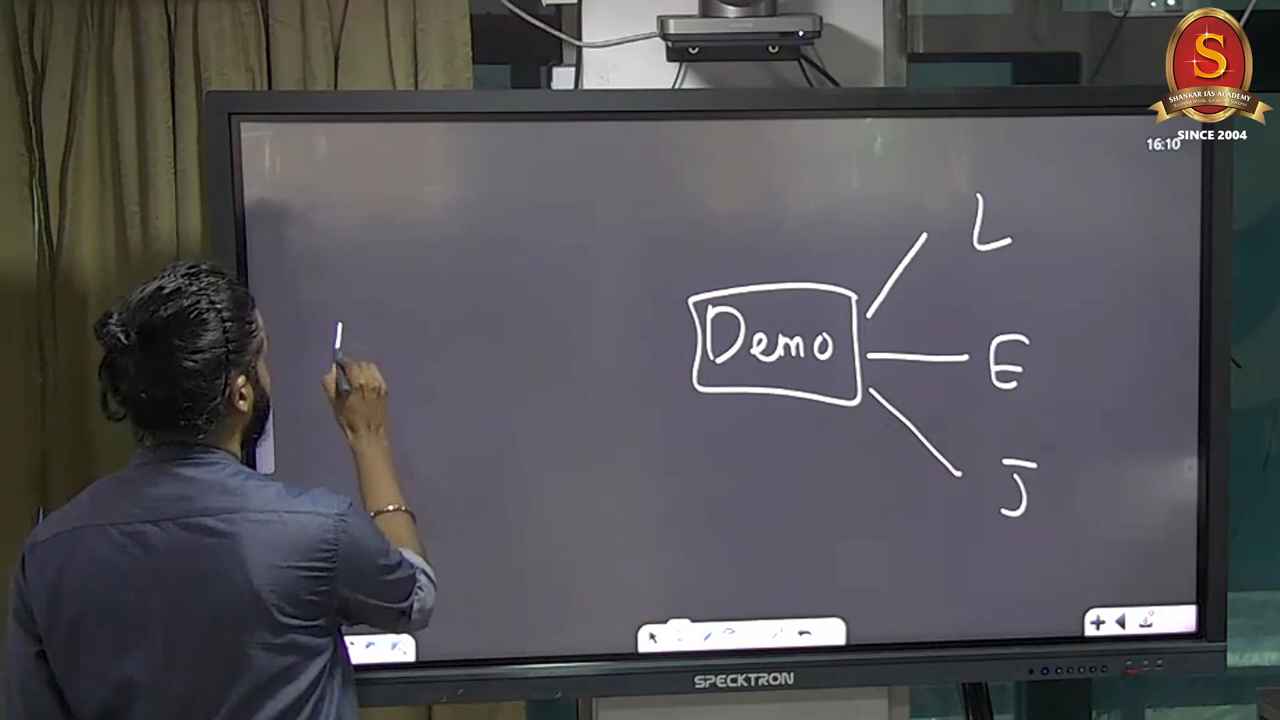 S
SHANKAR IAS ACADEMY
SINCE 2004
16:10
L
Demo
E
J
SPECKTRON